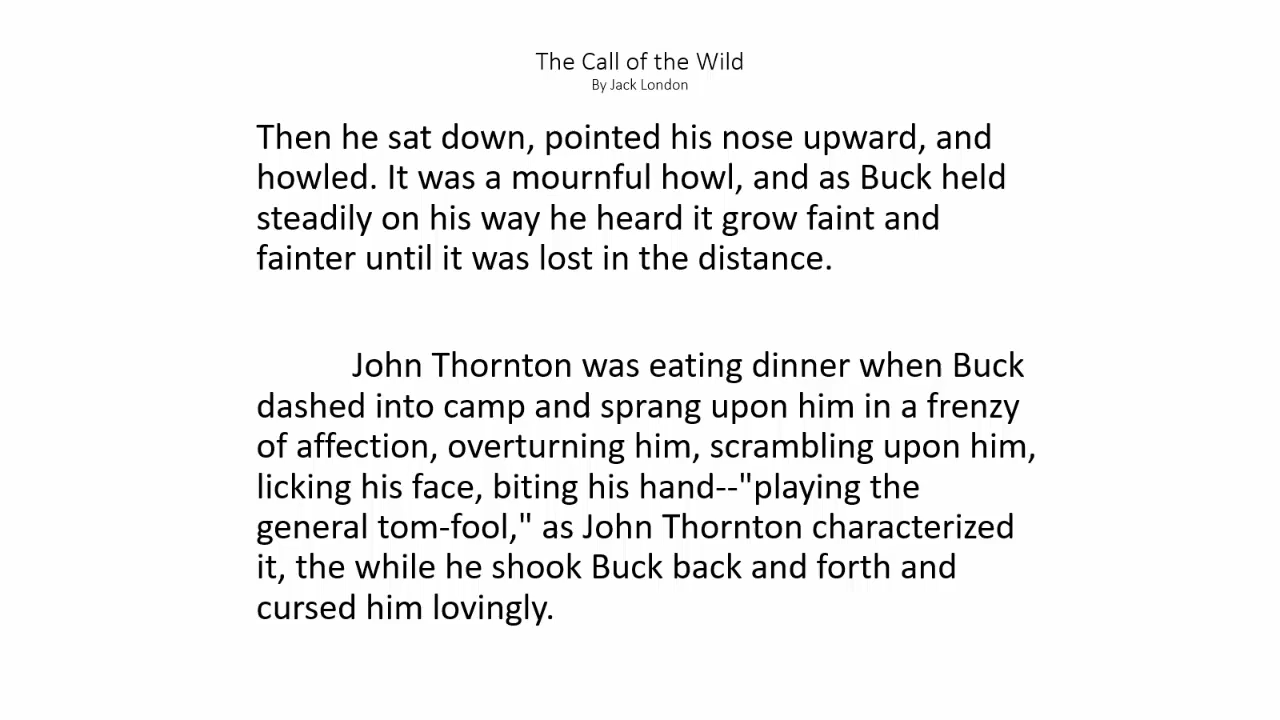 The Call of the Wild
By Jack London
Then he sat down, pointed his nose upward, and
howled. It was a mournful howl, and as Buck held
steadily on his way he heard it grow faint and
fainter until it was lost in the distance.
John Thornton was eating dinner when Buck
dashed into camp and sprang upon him in a frenzy
of affection, overturning him, scrambling upon him,
licking his face, biting his hand--"playing the
general tom-fool," as John Thornton characterized
it, the while he shook Buck back and forth and
cursed him lovingly.